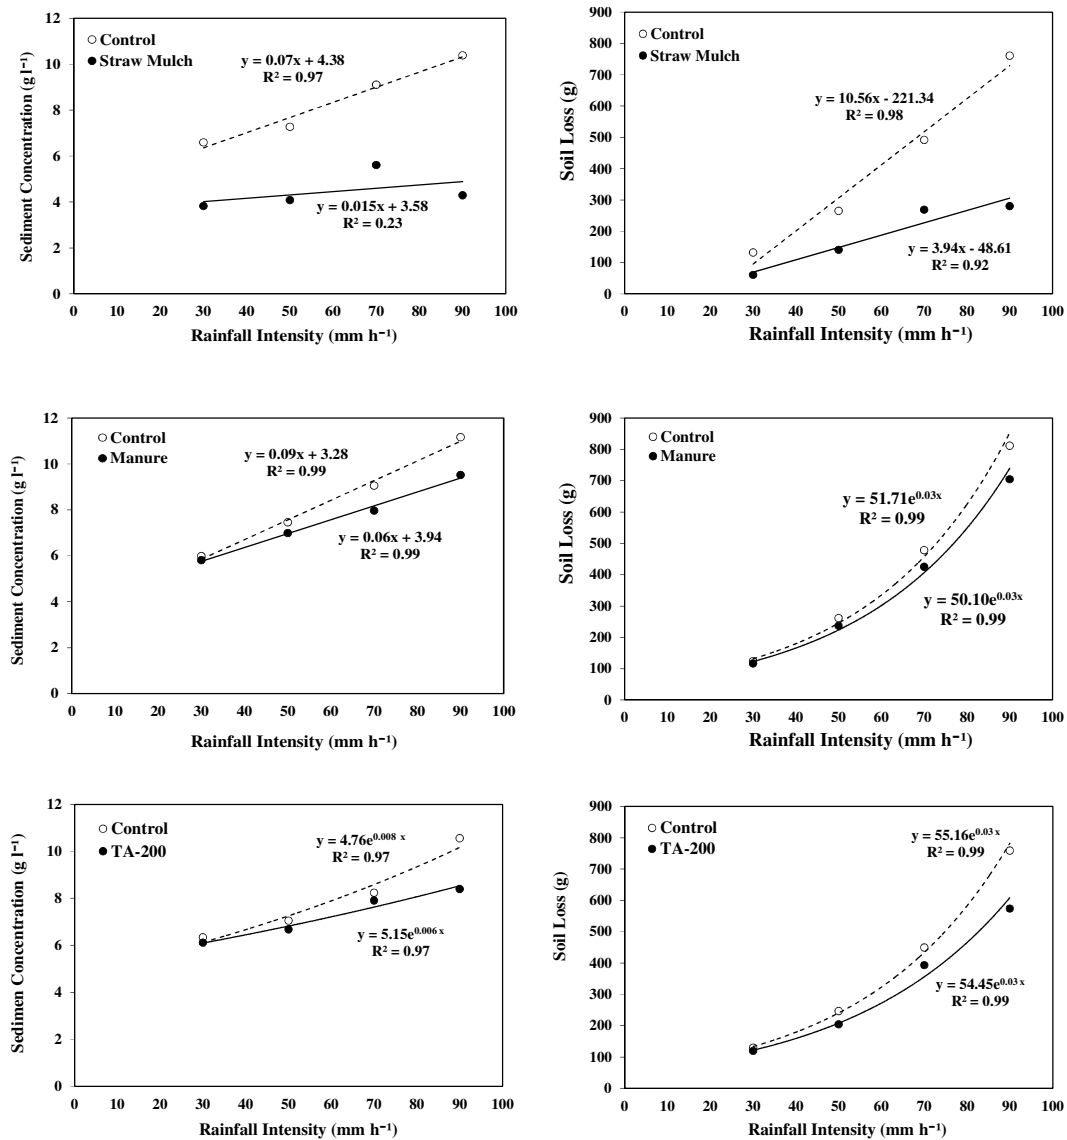 Sediment Concentration (g l⁻¹)
12
10
8
6
4
2
0
Control
Straw Mulch
y = 0.07x + 4.38
R² = 0.97
y = 0.015x + 3.58
R² = 0.23
0 10 20 30 40 50 60 70 80 90 100
Rainfall Intensity (mm h⁻¹)
Soil Loss (g)
900
800
700
600
500
400
300
200
100
0
Control
Straw Mulch
y = 10.56x - 221.34
R² = 0.98
y = 3.94x - 48.61
R² = 0.92
0 10 20 30 40 50 60 70 80 90 100
Rainfall Intensity (mm h⁻¹)
Sediment Concentration (g l⁻¹)
12
10
8
6
4
2
0
Control
Manure
y = 0.09x + 3.28
R² = 0.99
y = 0.06x + 3.94
R² = 0.99
0 10 20 30 40 50 60 70 80 90 100
Rainfall Intensity (mm h⁻¹)
Soil Loss (g)
900
800
700
600
500
400
300
200
100
0
Control
Manure
y = 51.71e⁰·⁰³ˣ
R² = 0.99
y = 50.10e⁰·⁰³ˣ
R² = 0.99
0 10 20 30 40 50 60 70 80 90 100
Rainfall Intensity (mm h⁻¹)
Sedimen Concentration (g l⁻¹)
12
10
8
6
4
2
0
Control
TA-200
y = 4.76e⁰·⁰⁰⁸ ˣ
R² = 0.97
y = 5.15e⁰·⁰⁰⁶ ˣ
R² = 0.97
0 10 20 30 40 50 60 70 80 90 100
Rainfall Intensity (mm h⁻¹)
Soil Loss (g)
900
800
700
600
500
400
300
200
100
0
Control
TA-200
y = 55.16e⁰·⁰³ ˣ
R² = 0.99
y = 54.45e⁰·⁰³ ˣ
R² = 0.99
0 10 20 30 40 50 60 70 80 90 100
Rainfall Intensity (mm h⁻¹)